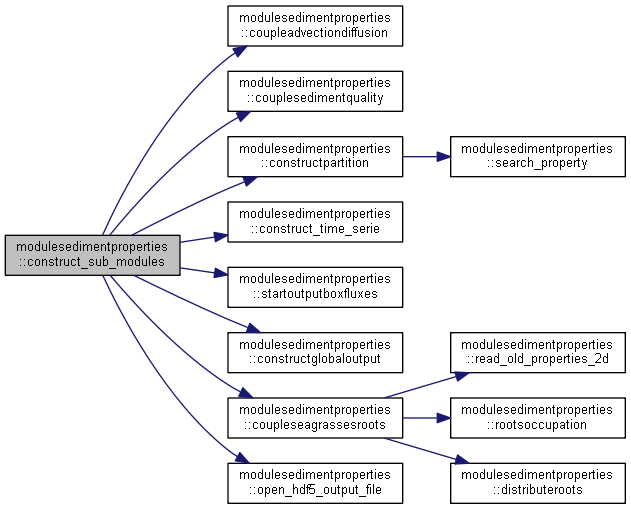 modulesedimentproperties
::coupleadvectiondiffusion
modulesedimentproperties
::couplesedimentquality
modulesedimentproperties
::constructpartition
modulesedimentproperties
::search_property
modulesedimentproperties
::construct_time_serie
modulesedimentproperties
::construct_sub_modules
modulesedimentproperties
::startoutputboxfluxes
modulesedimentproperties
::constructglobaloutput
modulesedimentproperties
::read_old_properties_2d
modulesedimentproperties
::coupleseagrassesroots
modulesedimentproperties
::rootsoccupation
modulesedimentproperties
::open_hdf5_output_file
modulesedimentproperties
::distributeroots